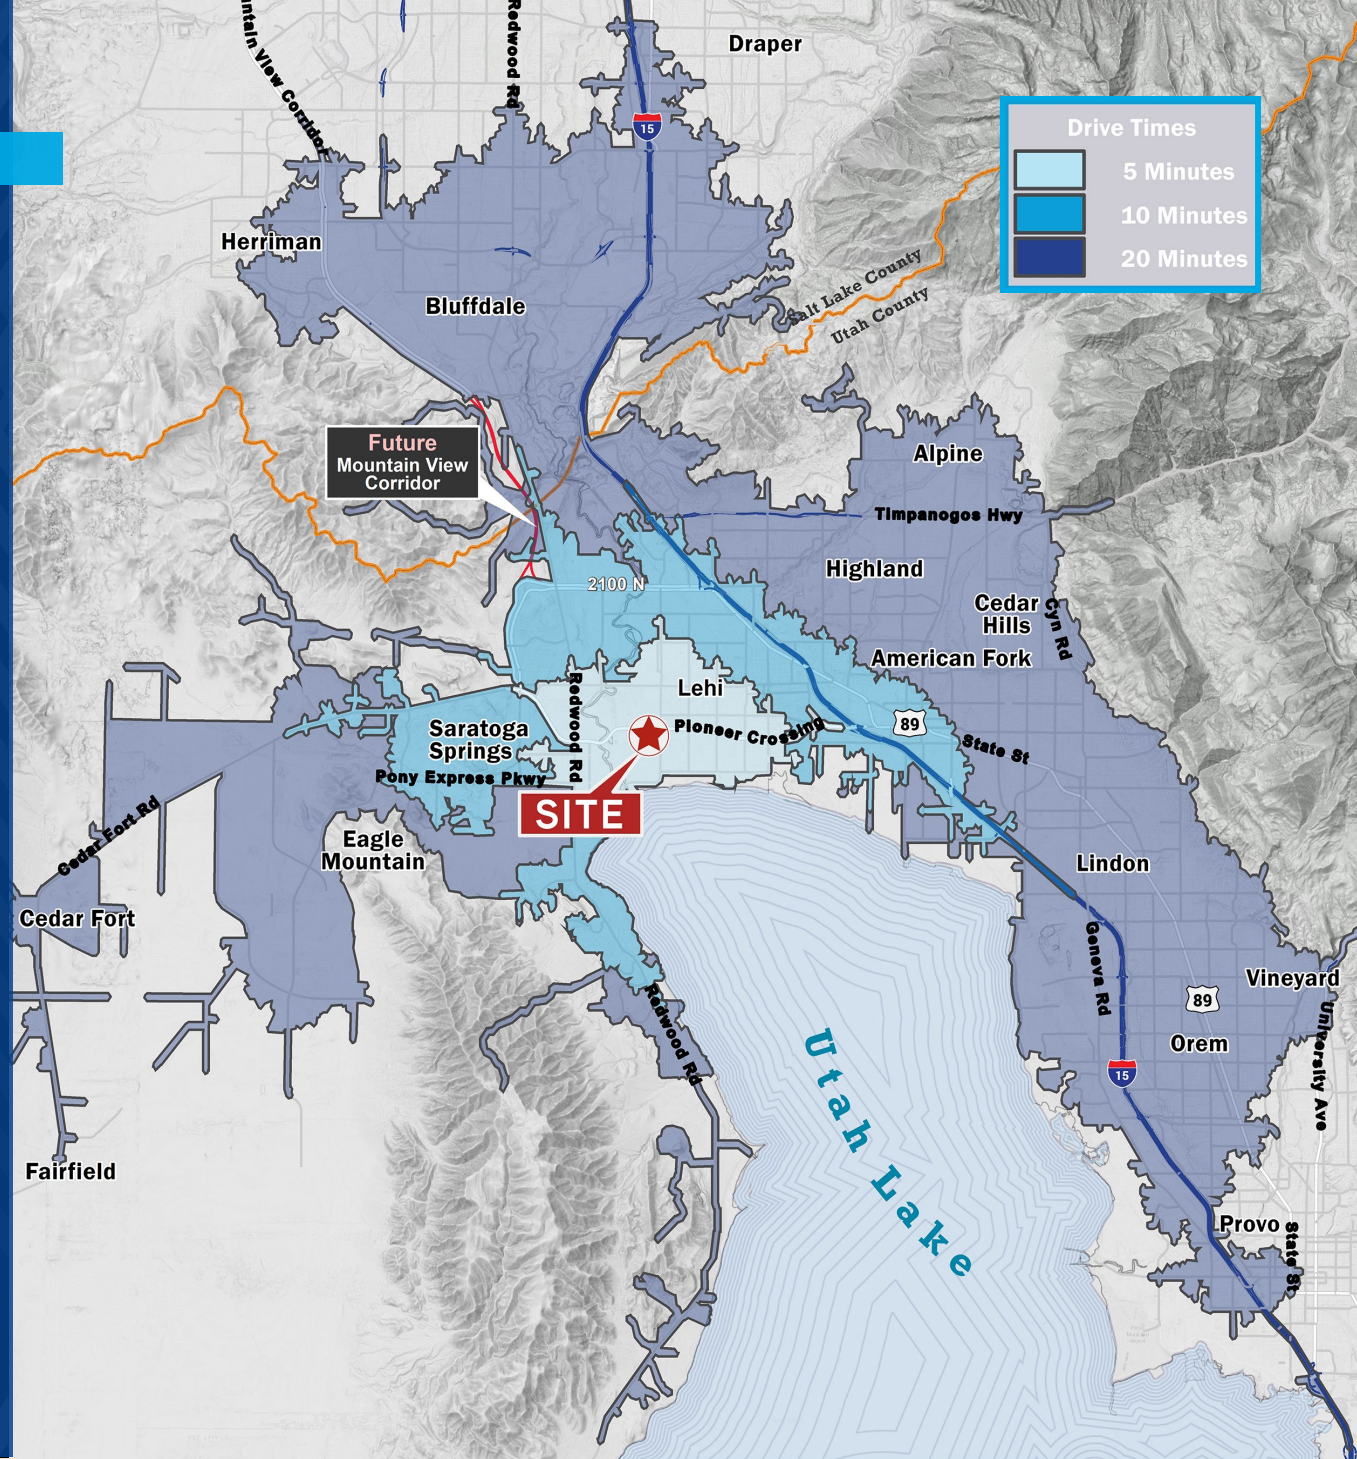 ntain View Corridor
Redwood Rd
Draper
15
Drive Times
5 Minutes
10 Minutes
20 Minutes
Herriman
Bluffdale
Salt Lake County
Utah County
Future
Mountain View
Corridor
Alpine
Timpanogos Hwy
Highland
2100 N
Cedar
Hills
Cyn Rd
American Fork
Lehi
Redwood Rd
Saratoga
Springs
Pioneer Crossing
89
State St
Pony Express Pkwy
SITE
Cedar Fort Rd
Eagle
Mountain
Lindon
Cedar Fort
Geneva Rd
Vineyard
89
Redwood Rd
University Ave
Orem
15
Utah Lake
Fairfield
Provo
State St